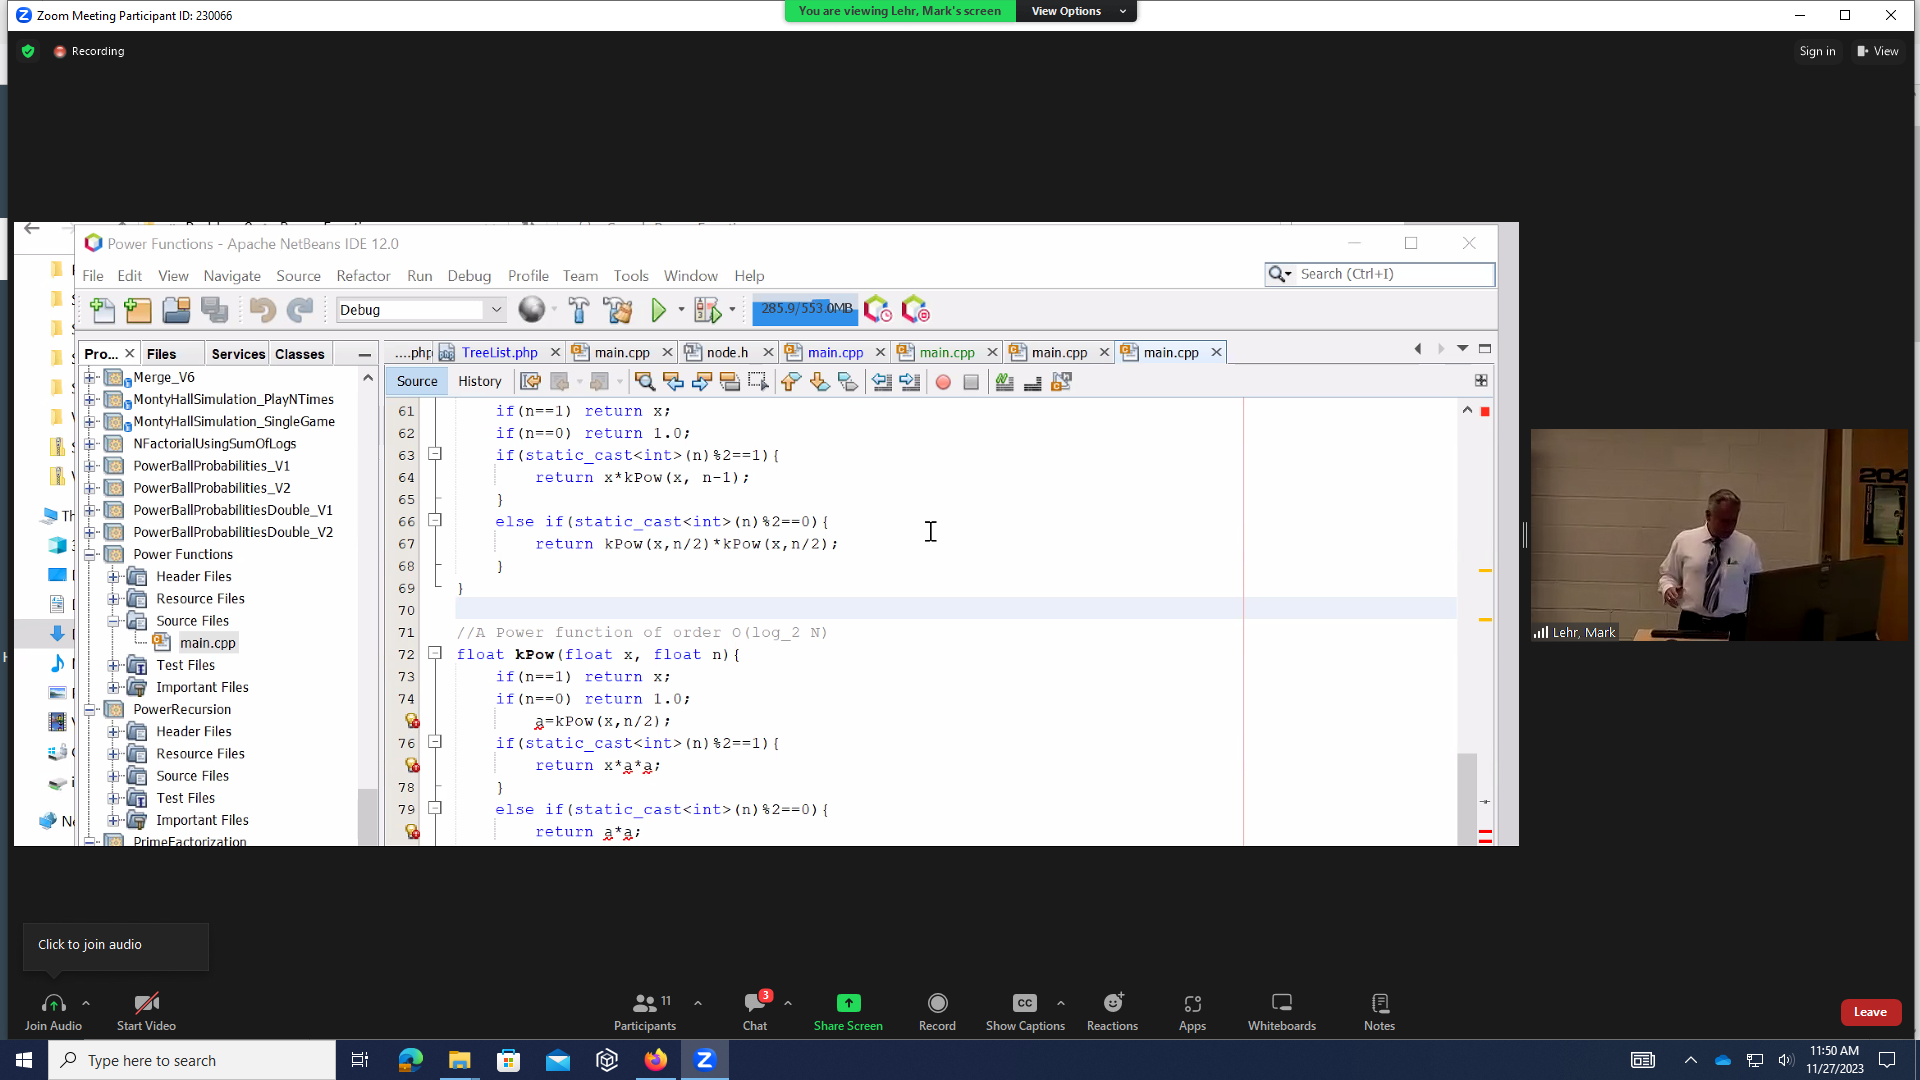 Zoom Meeting Participant ID: 230066
You are viewing Lehr, Mark's screen
View Options
Recording
Sign in
View
Power Functions - Apache NetBeans IDE 12.0
File Edit View Navigate Source Refactor Run Debug Profile Team Tools Window Help
Search (Ctrl+I)
Debug
285.9/553.0MB
Pro... Files Services Classes
....php TreeList.php main.cpp node.h main.cpp main.cpp main.cpp main.cpp
Source History
Merge_V6
MontyHallSimulation_PlayNTimes
MontyHallSimulation_SingleGame
NFactorialUsingSumOfLogs
PowerBallProbabilities_V1
PowerBallProbabilities_V2
PowerBallProbabilitiesDouble_V1
PowerBallProbabilitiesDouble_V2
Power Functions
Header Files
Resource Files
Source Files
main.cpp
Test Files
Important Files
PowerRecursion
Header Files
Resource Files
Source Files
Test Files
Important Files
PrimeFactorization
61 if(n==1) return x;
62 if(n==0) return 1.0;
63 if(static_cast<int>(n)%2==1){
64 return x*kPow(x, n-1);
65 }
66 else if(static_cast<int>(n)%2==0){
67 return kPow(x,n/2)*kPow(x,n/2);
68 }
69 }
70
71 //A Power function of order O(log_2 N)
72 float kPow(float x, float n){
73 if(n==1) return x;
74 if(n==0) return 1.0;
a=kPow(x,n/2);
76 if(static_cast<int>(n)%2==1){
return x*a*a;
78 }
79 else if(static_cast<int>(n)%2==0){
return a*a;
204
Lehr, Mark
Click to join audio
Join Audio
Start Video
11
Participants
3
Chat
Share Screen
Record
CC
Show Captions
Reactions
Apps
Whiteboards
Notes
Leave
Type here to search
11:50 AM
11/27/2023